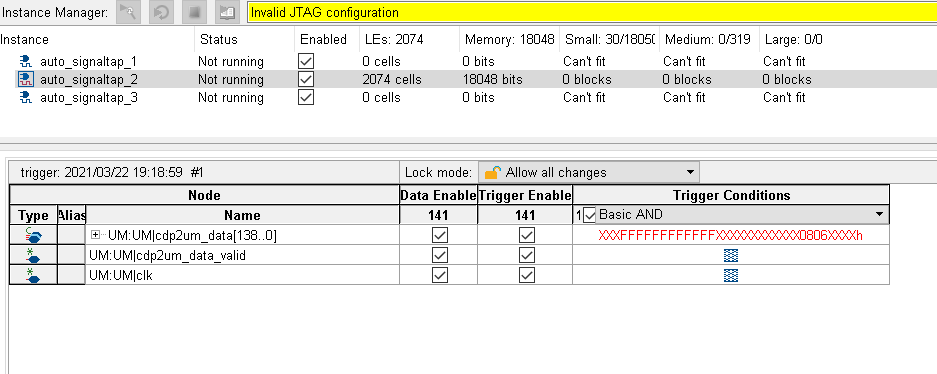 Instance Manager: Invalid JTAG configuration
Instance Status Enabled LEs: 2074 Memory: 18048 Small: 30/1805 Medium: 0/319 Large: 0/0
auto_signaltap_1 Not running 0 cells 0 bits Can't fit Can't fit Can't fit
auto_signaltap_2 Not running 2074 cells 18048 bits 0 blocks 0 blocks 0 blocks
auto_signaltap_3 Not running 0 cells 0 bits Can't fit Can't fit Can't fit
trigger: 2021/03/22 19:18:59 #1 Lock mode: Allow all changes
Node Data Enable Trigger Enable Trigger Conditions
Type Alias Name 141 141 1 Basic AND
UM:UM|cdp2um_data[138..0] XXXFFFFFFFFFFFFXXXXXXXXXXXX0806XXXXh
UM:UM|cdp2um_data_valid
UM:UM|clk